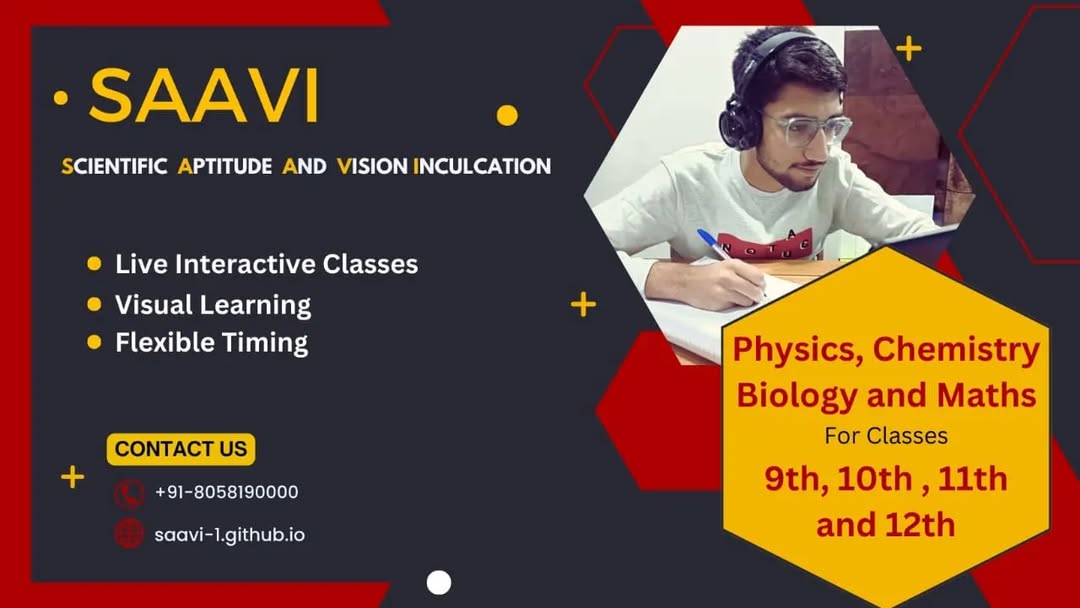 SAAVI
SCIENTIFIC APTITUDE AND VISION INCULCATION
Live Interactive Classes
Visual Learning
Flexible Timing
CONTACT US
+91-8058190000
saavi-1.github.io
Physics, Chemistry
Biology and Maths
For Classes
9th, 10th , 11th
and 12th